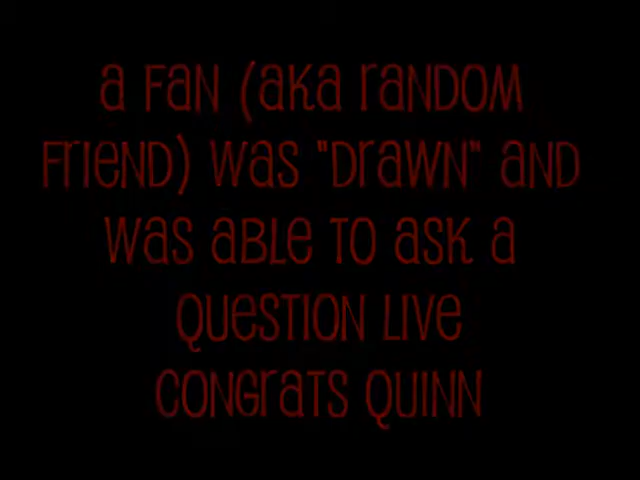 A FAN (AKA RANDOM
FRIEND) WAS "DRAWN" AND
WAS ABLE TO ASK A
QUESTION LIVE
CONGRATS QUINN